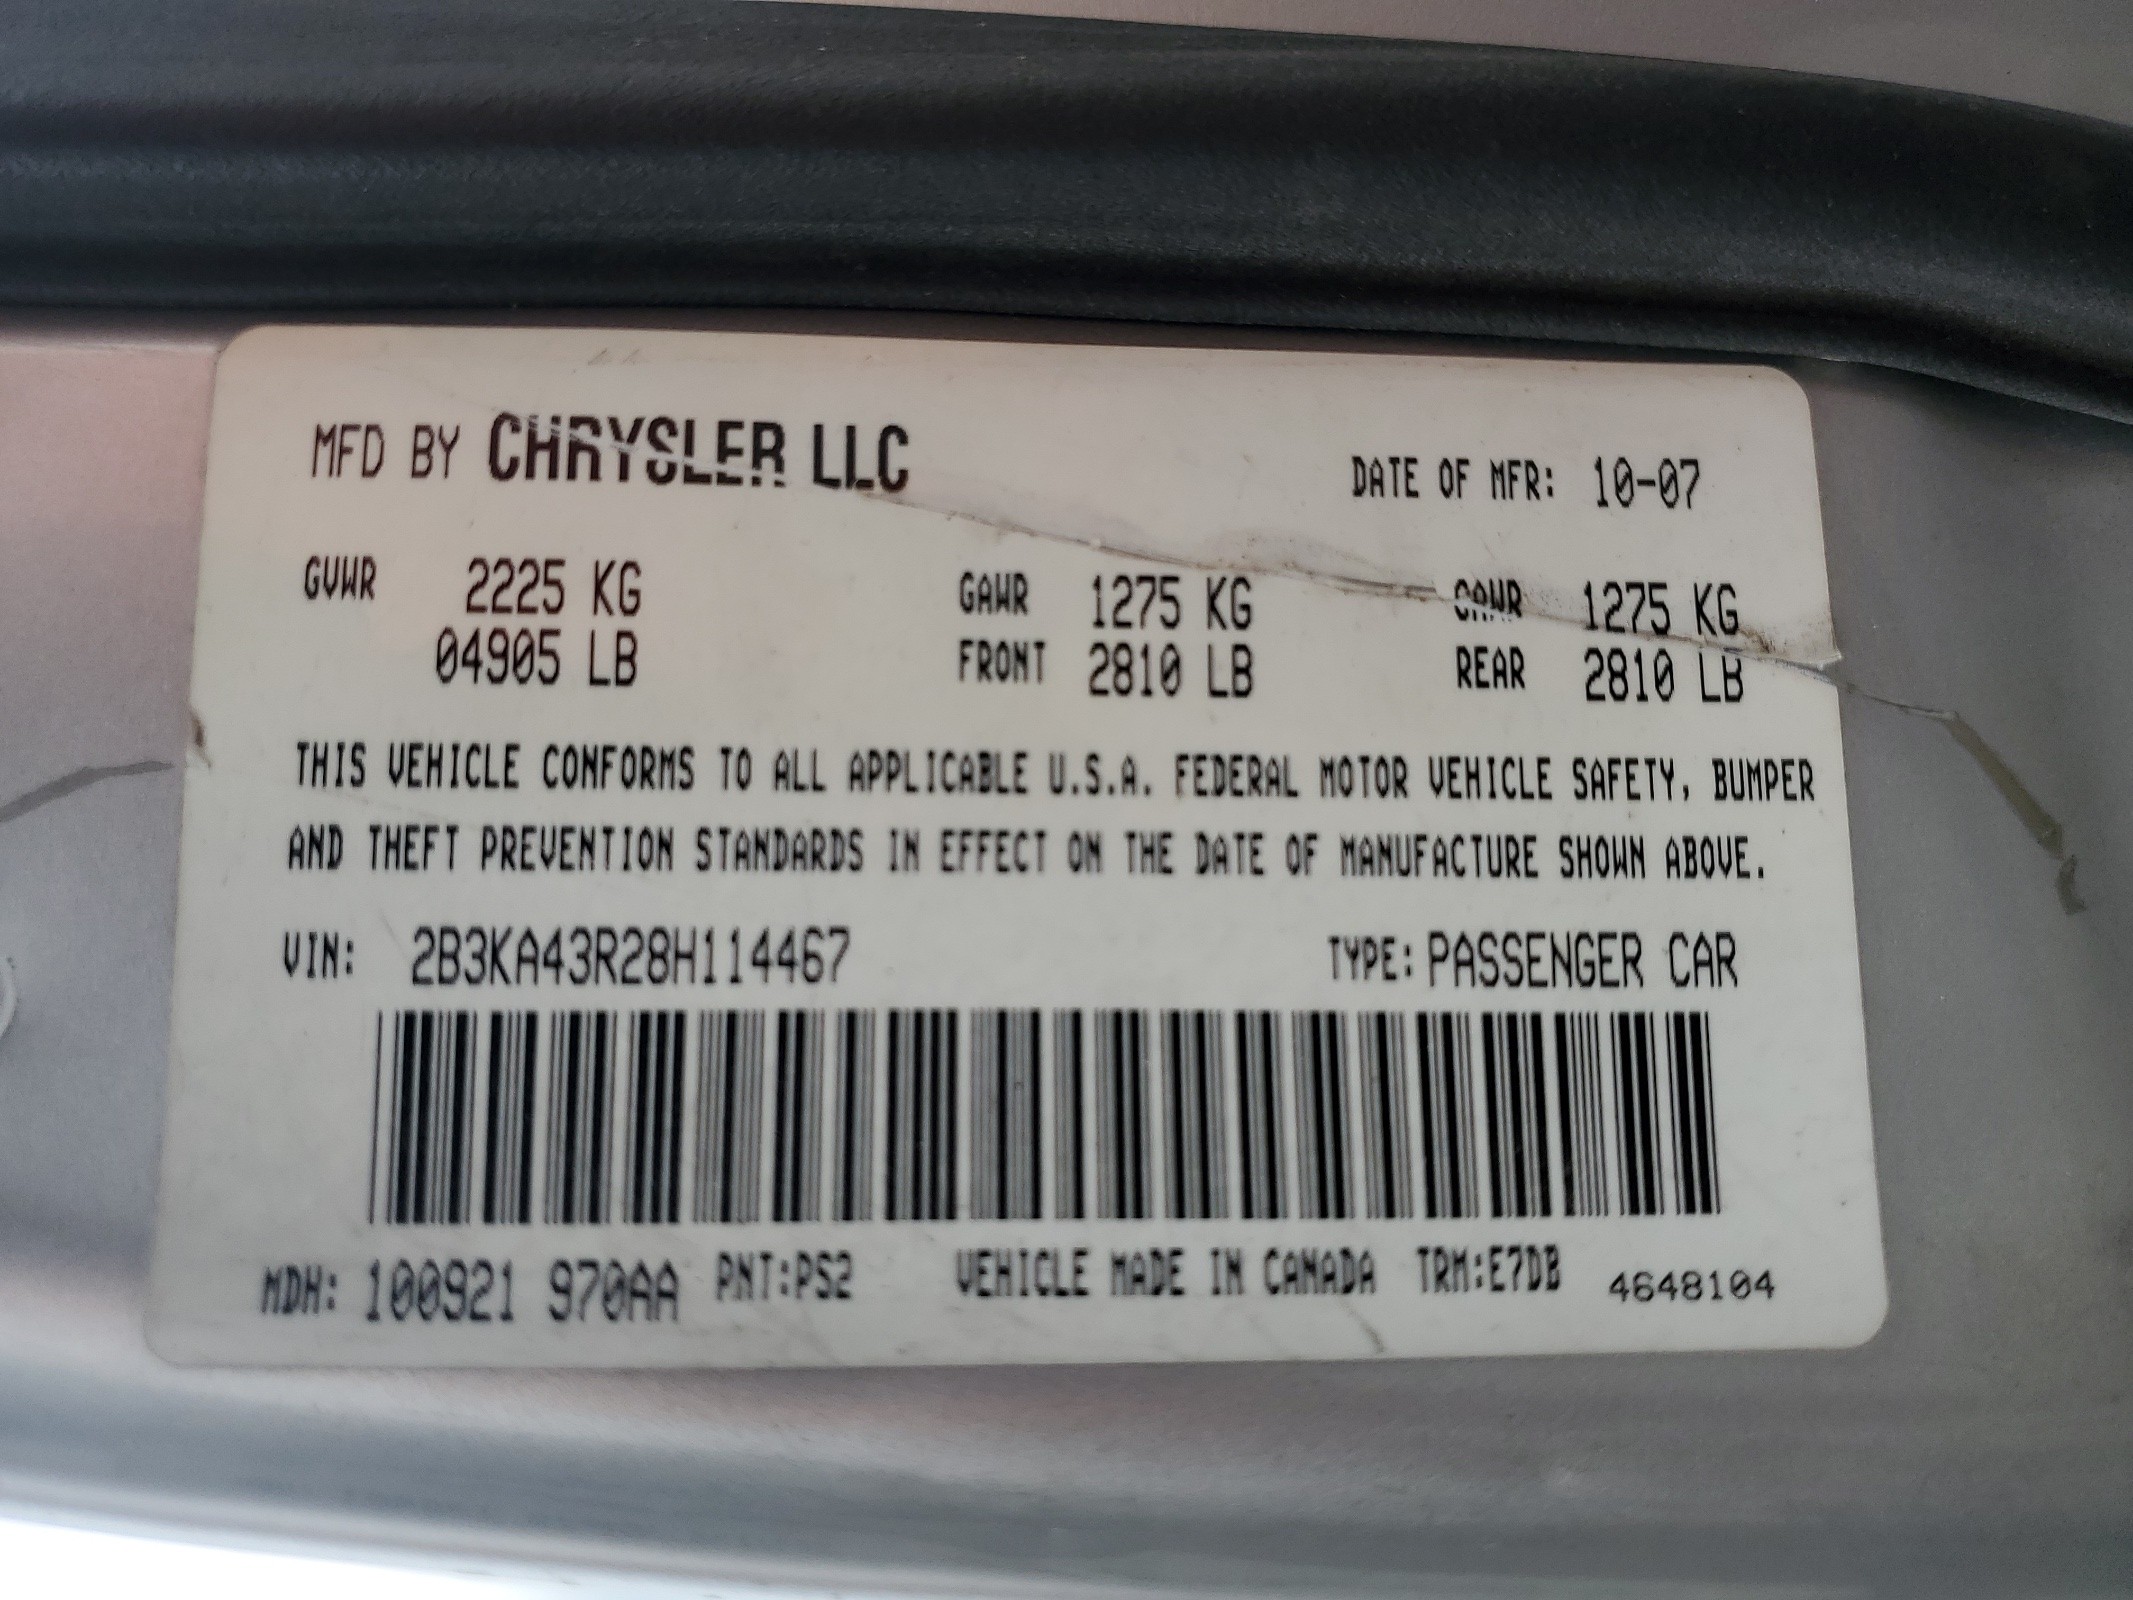 MFD BY CHRYSLER LLC DATE OF MFR: 10-07
GVWR 2225 KG GAWR 1275 KG GAWR 1275 KG
04905 LB FRONT 2810 LB REAR 2810 LB
THIS VEHICLE CONFORMS TO ALL APPLICABLE U.S.A. FEDERAL MOTOR VEHICLE SAFETY, BUMPER
AND THEFT PREVENTION STANDARDS IN EFFECT ON THE DATE OF MANUFACTURE SHOWN ABOVE.
VIN: 2B3KA43R28H114467 TYPE: PASSENGER CAR
MDH: 100921 970AA PNT:PS2 VEHICLE MADE IN CANADA TRM:E7DB 4648104